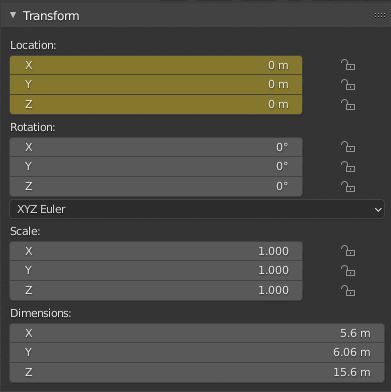 Transform
Location:
X 0 m
Y 0 m
Z 0 m
Rotation:
X 0°
Y 0°
Z 0°
XYZ Euler
Scale:
X 1.000
Y 1.000
Z 1.000
Dimensions:
X 5.6 m
Y 6.06 m
Z 15.6 m